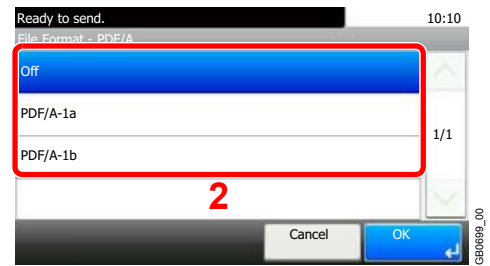 Ready to send. 10:10
File Format - PDF/A
Off
PDF/A-1a
1/1
PDF/A-1b
2
Cancel OK
GB0699_00